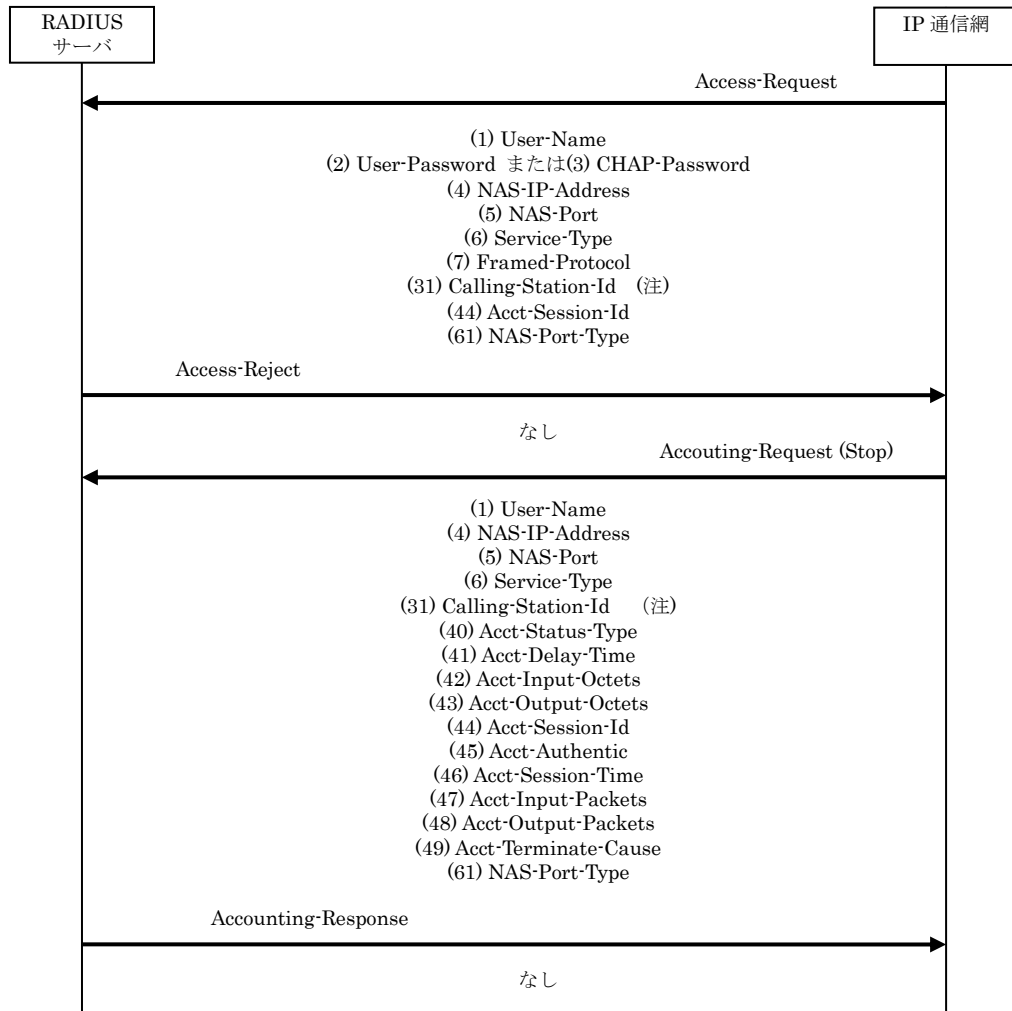 RADIUS
サーバ
IP 通信網
Access-Request
(1) User-Name
(2) User-Password または(3) CHAP-Password
(4) NAS-IP-Address
(5) NAS-Port
(6) Service-Type
(7) Framed-Protocol
(31) Calling-Station-Id (注)
(44) Acct-Session-Id
(61) NAS-Port-Type
Access-Reject
なし
Accouting-Request (Stop)
(1) User-Name
(4) NAS-IP-Address
(5) NAS-Port
(6) Service-Type
(31) Calling-Station-Id (注)
(40) Acct-Status-Type
(41) Acct-Delay-Time
(42) Acct-Input-Octets
(43) Acct-Output-Octets
(44) Acct-Session-Id
(45) Acct-Authentic
(46) Acct-Session-Time
(47) Acct-Input-Packets
(48) Acct-Output-Packets
(49) Acct-Terminate-Cause
(61) NAS-Port-Type
Accounting-Response
なし